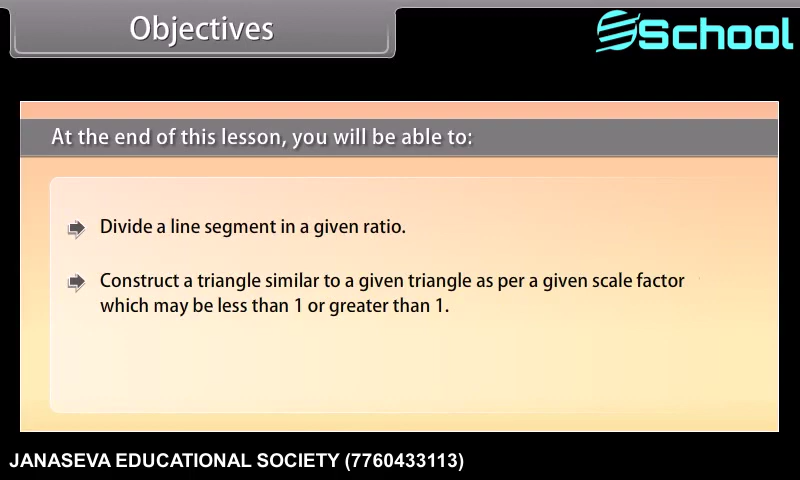 Objectives
School
At the end of this lesson, you will be able to:
Divide a line segment in a given ratio.
Construct a triangle similar to a given triangle as per a given scale factor
which may be less than 1 or greater than 1.
JANASEVA EDUCATIONAL SOCIETY (7760433113)